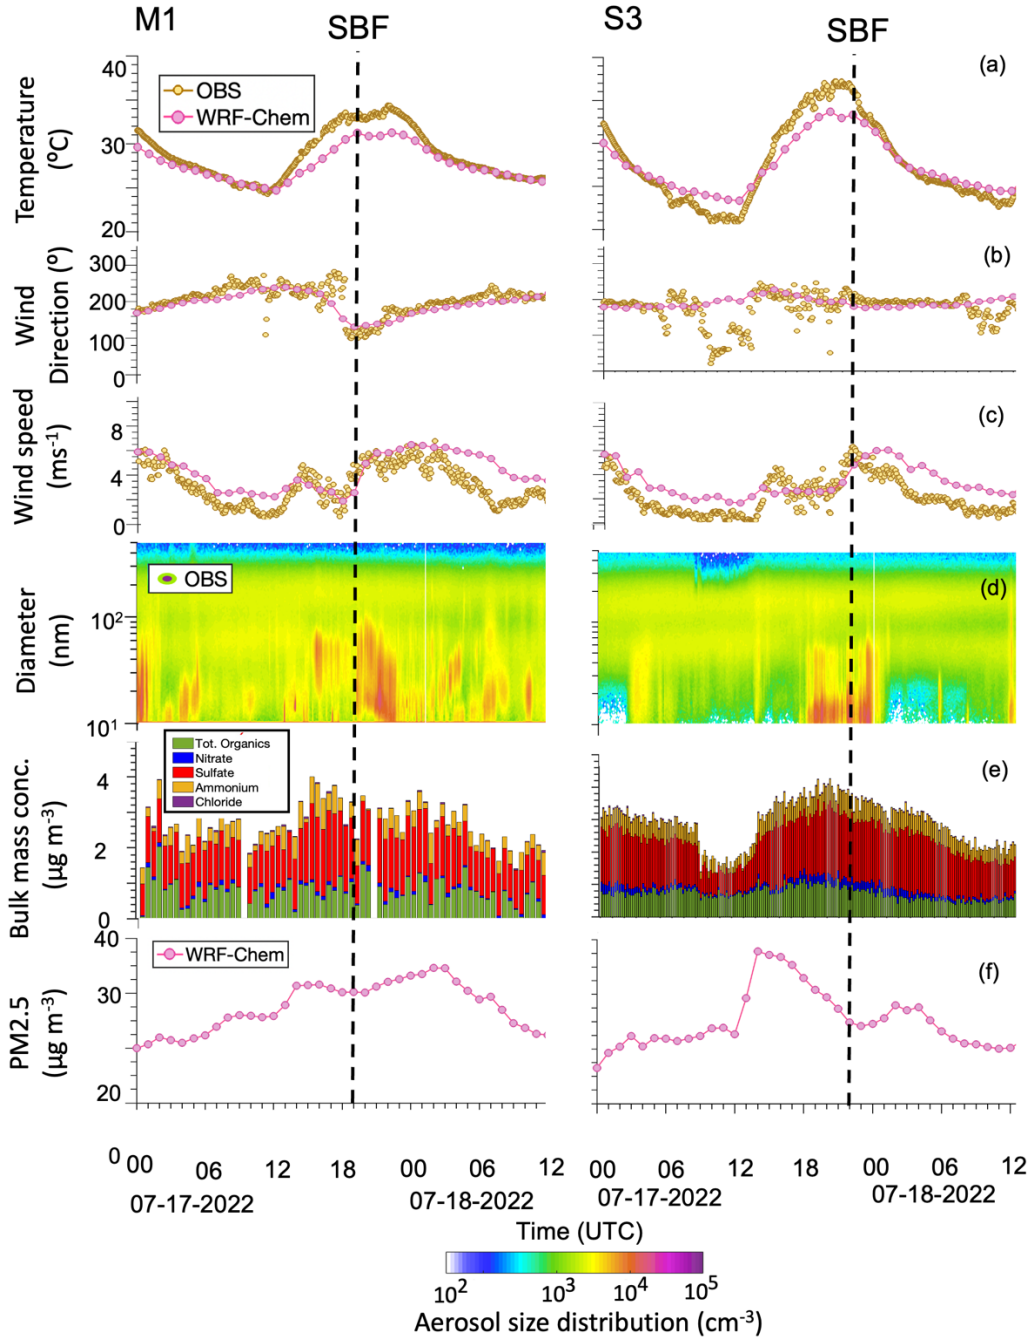 M1
SBF
S3
SBF
40
30
20
Temperature
(ºC)
OBS
WRF-Chem
(a)
300
200
100
0
Wind
Direction (º)
(b)
8
4
0
Wind speed
(ms-1)
(c)
10²
10¹
Diameter
(nm)
OBS
(d)
4
2
0
Bulk mass conc.
(µg m-3)
Tot. Organics
Nitrate
Sulfate
Ammonium
Chloride
(e)
40
30
20
0
PM2.5
(µg m-3)
WRF-Chem
(f)
00 06 12 18 00 06 12
07-17-2022 07-18-2022
00 06 12 18 00 06 12
07-17-2022 07-18-2022
Time (UTC)
10² 10³ 10⁴ 10⁵
Aerosol size distribution (cm-3)